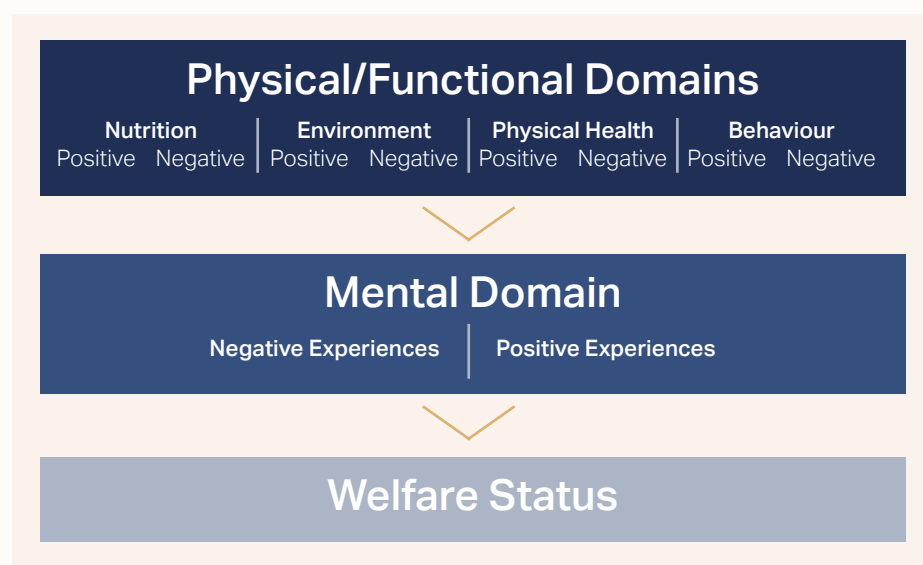 Physical/Functional Domains
Nutrition Environment Physical Health Behaviour
Positive Negative Positive Negative Positive Negative Positive Negative
Mental Domain
Negative Experiences Positive Experiences
Welfare Status